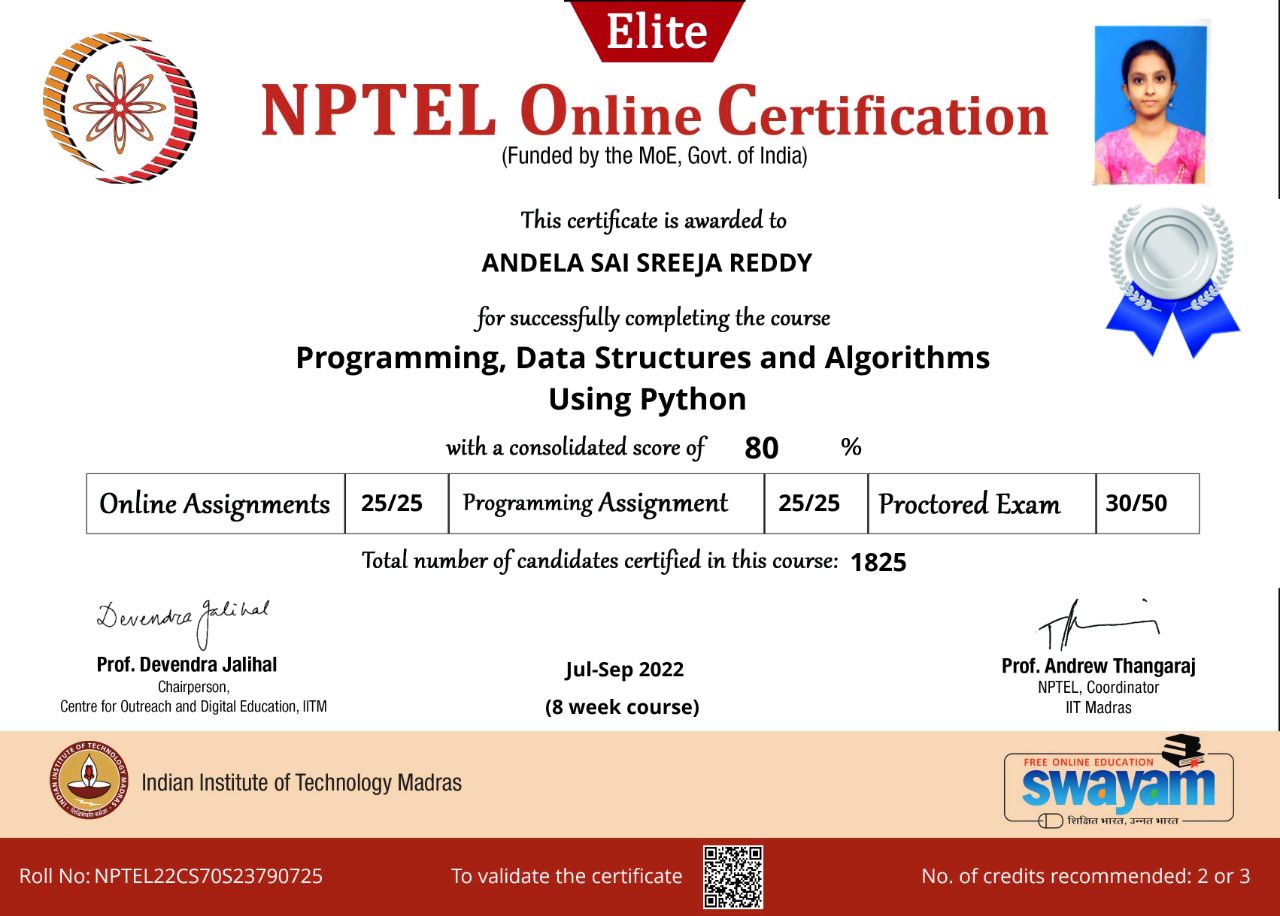 Elite
NPTEL Online Certification
(Funded by the MoE, Govt. of India)
This certificate is awarded to
ANDELA SAI SREEJA REDDY
for successfully completing the course
Programming, Data Structures and Algorithms
Using Python
with a consolidated score of 80 %
Online Assignments 25/25 Programming Assignment 25/25 Proctored Exam 30/50
Total number of candidates certified in this course: 1825
Devendra Jalihal
Prof. Devendra Jalihal
Chairperson,
Centre for Outreach and Digital Education, IITM
Jul-Sep 2022
(8 week course)
Prof. Andrew Thangaraj
NPTEL, Coordinator
IIT Madras
INDIAN INSTITUTE OF TECHNOLOGY MADRAS
Indian Institute of Technology Madras
FREE ONLINE EDUCATION
swayam
शिक्षित भारत, उन्नत भारत
Roll No: NPTEL22CS70S23790725
To validate the certificate
No. of credits recommended: 2 or 3